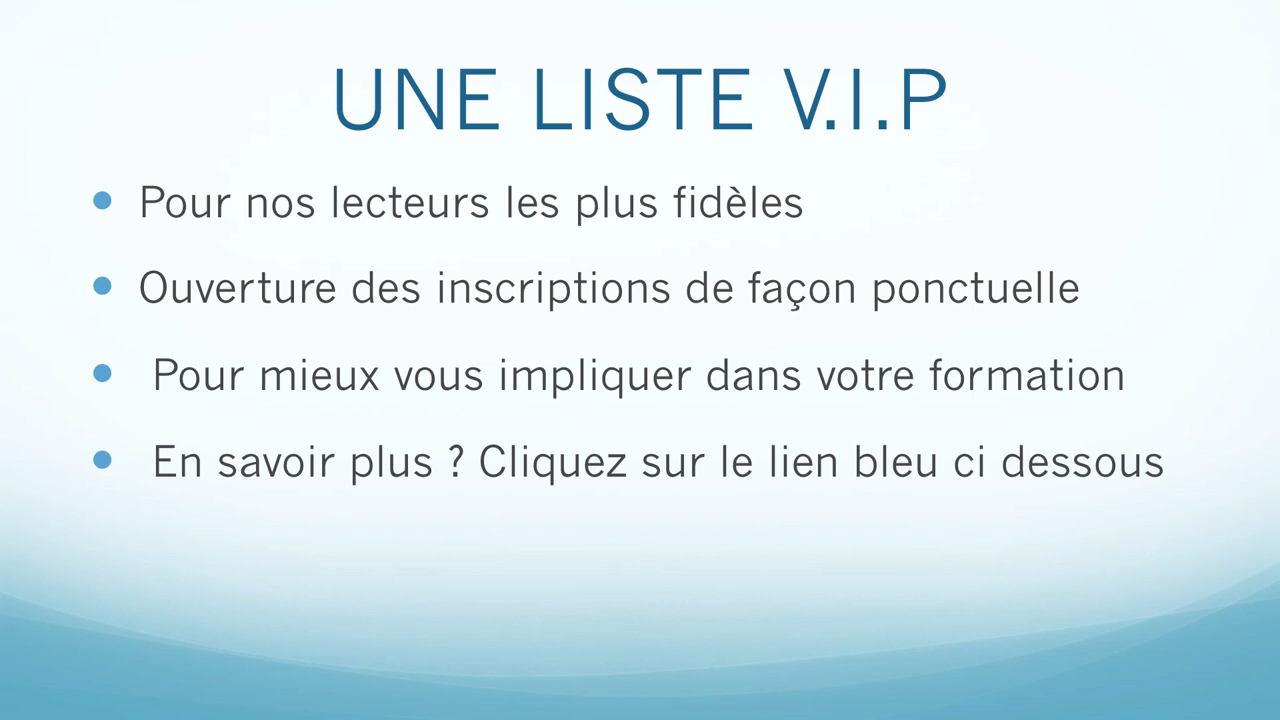 UNE LISTE V.I.P
Pour nos lecteurs les plus fidèles
Ouverture des inscriptions de façon ponctuelle
Pour mieux vous impliquer dans votre formation
En savoir plus ? Cliquez sur le lien bleu ci dessous